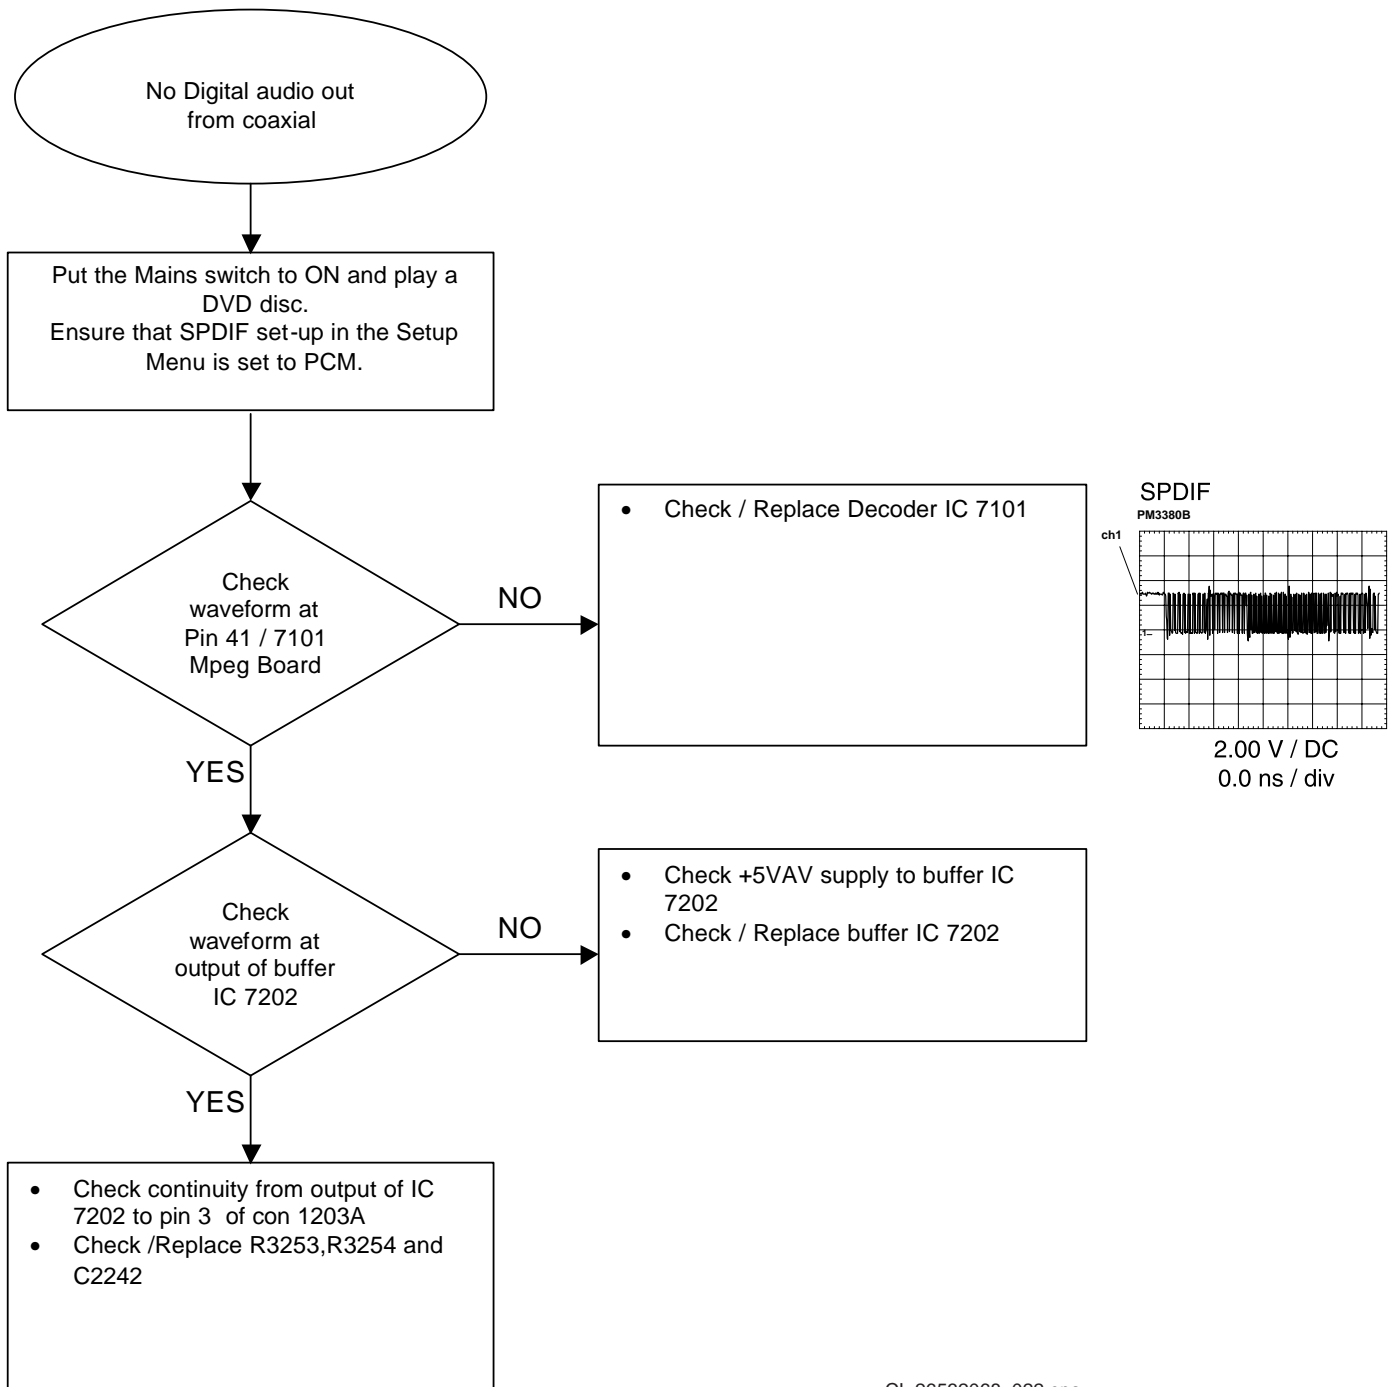 No Digital audio out
from coaxial
Put the Mains switch to ON and play a
DVD disc.
Ensure that SPDIF set-up in the Setup
Menu is set to PCM.
Check
waveform at
Pin 41 / 7101
Mpeg Board
NO
• Check / Replace Decoder IC 7101
SPDIF
PM3380B
ch1
1–
2.00 V / DC
0.0 ns / div
YES
Check
waveform at
output of buffer
IC 7202
NO
• Check +5VAV supply to buffer IC
7202
• Check / Replace buffer IC 7202
YES
• Check continuity from output of IC
7202 to pin 3 of con 1203A
• Check /Replace R3253,R3254 and
C2242